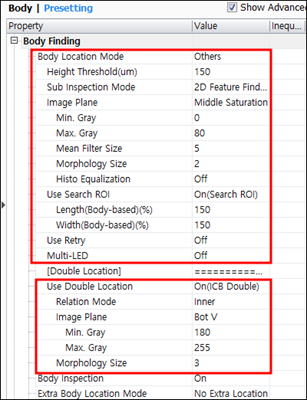 Body | Presetting Show Advance
Property Value Inequ...
Body Finding
Body Location Mode Others
Height Threshold(um) 150
Sub Inspection Mode 2D Feature Find...
Image Plane Middle Saturation
Min. Gray 0
Max. Gray 80
Mean Filter Size 5
Morphology Size 2
Histo Equalization Off
Use Search ROI On(Search ROI)
Length(Body-based)(%) 150
Width(Body-based)(%) 150
Use Retry Off
Multi-LED Off
[Double Location] ==========...
Use Double Location On(ICB Double)
Relation Mode Inner
Image Plane Bot V
Min. Gray 180
Max. Gray 255
Morphology Size 3
Body Inspection On
Extra Body Location Mode No Extra Location